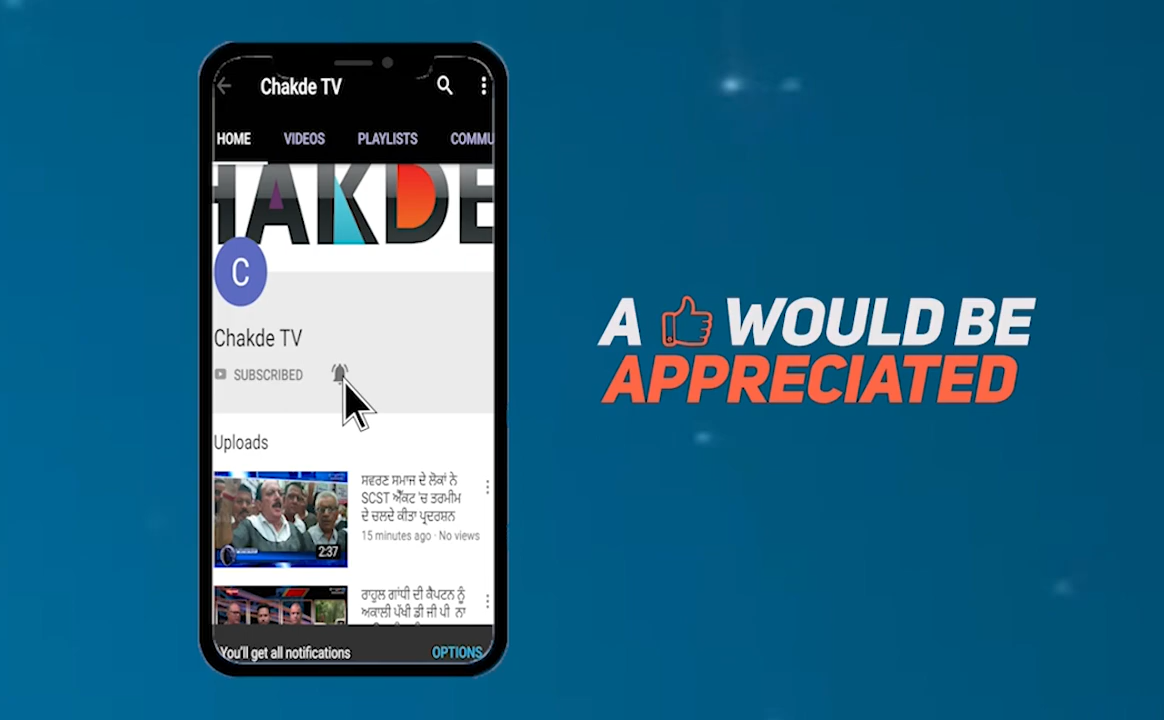 Chakde TV
HOME VIDEOS PLAYLISTS COMMU
HAKDE
C
Chakde TV
SUBSCRIBED
Uploads
ਸਵਰਣ ਸਮਾਜ ਦੇ ਲੋਕਾਂ ਨੇ
SCST ਐਕਟ 'ਚ ਤਰਮੀਮ
ਦੇ ਚਲਦੇ ਕੀਤਾ ਪ੍ਰਦਰਸ਼ਨ
15 minutes ago · No views
2:37
ਰਾਹੁਲ ਗਾਂਧੀ ਦੀ ਕੈਪਟਨ ਨੂੰ
ਅਕਾਲੀ ਪੱਖੀ ਡੀ ਜੀ ਪੀ ਨਾ
You'll get all notifications OPTIONS
A WOULD BE
APPRECIATED